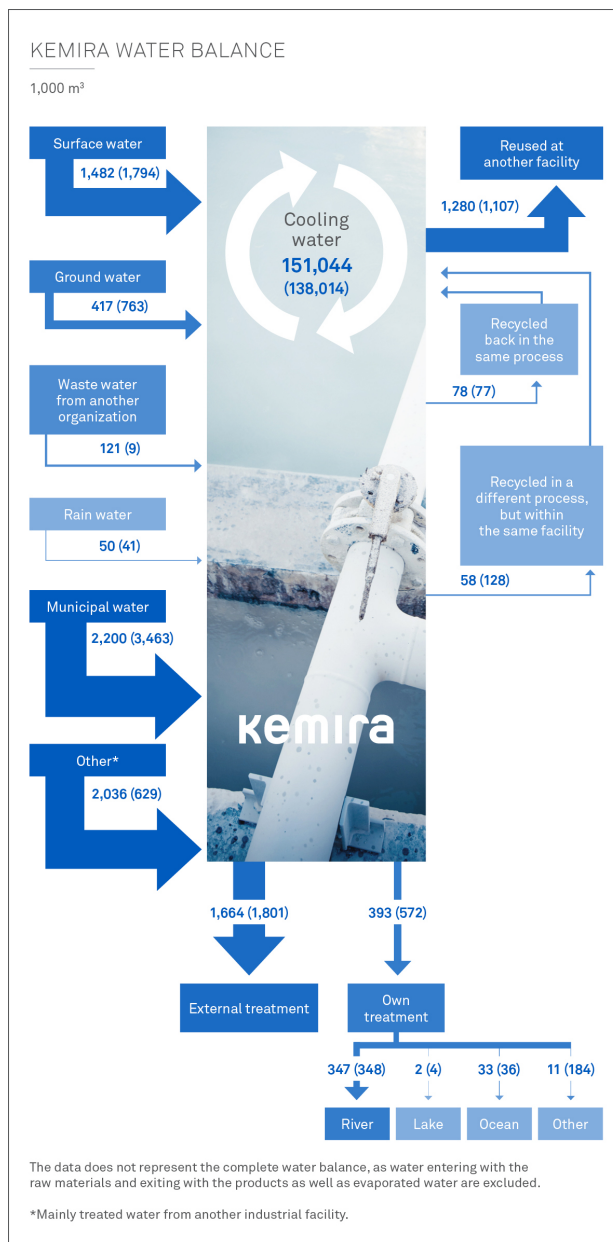 KEMIRA WATER BALANCE
1,000 m³
Surface water
1,482 (1,794)
Ground water
417 (763)
Waste water
from another
organization
121 (9)
Rain water
50 (41)
Municipal water
2,200 (3,463)
Other*
2,036 (629)
Cooling
water
151,044
(138,014)
kemira
Reused at
another facility
1,280 (1,107)
Recycled
back in the
same process
78 (77)
Recycled in a
different process,
but within
the same facility
58 (128)
1,664 (1,801)
393 (572)
External treatment
Own
treatment
347 (348)
2 (4)
33 (36)
11 (184)
River
Lake
Ocean
Other
The data does not represent the complete water balance, as water entering with the
raw materials and exiting with the products as well as evaporated water are excluded.
*Mainly treated water from another industrial facility.